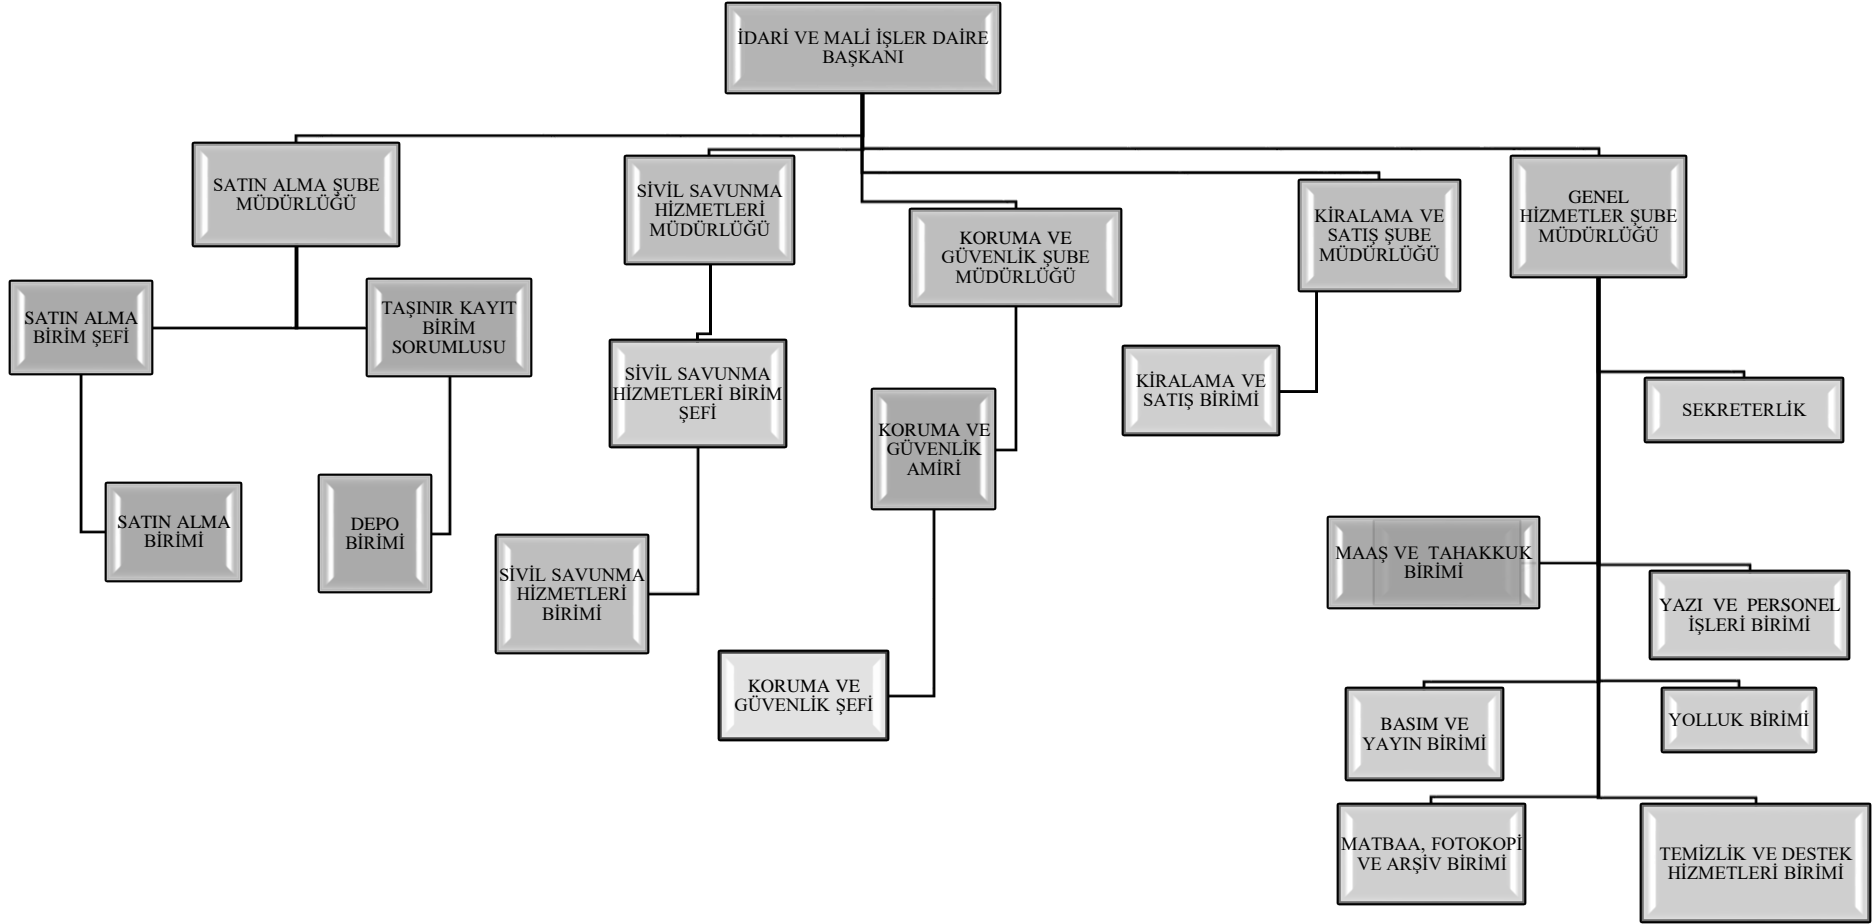 İDARİ VE MALİ İŞLER DAİRE
BAŞKANI
SATIN ALMA ŞUBE
MÜDÜRLÜĞÜ
SİVİL SAVUNMA
HİZMETLERİ
MÜDÜRLÜĞÜ
KORUMA VE
GÜVENLİK ŞUBE
MÜDÜRLÜĞÜ
KİRALAMA VE
SATIŞ ŞUBE
MÜDÜRLÜĞÜ
GENEL
HİZMETLER ŞUBE
MÜDÜRLÜĞÜ
SATIN ALMA
BİRİM ŞEFİ
TAŞINIR KAYIT
BİRİM
SORUMLUSU
SİVİL SAVUNMA
HİZMETLERİ BİRİM
ŞEFİ
KORUMA VE
GÜVENLİK
AMİRİ
KİRALAMA VE
SATIŞ BİRİMİ
SEKRETERLİK
SATIN ALMA
BİRİMİ
DEPO
BİRİMİ
SİVİL SAVUNMA
HİZMETLERİ
BİRİMİ
KORUMA VE
GÜVENLİK ŞEFİ
MAAŞ VE  TAHAKKUK
BİRİMİ
YAZI  VE  PERSONEL
İŞLERİ BİRİMİ
BASIM VE
YAYIN BİRİMİ
YOLLUK BİRİMİ
MATBAA, FOTOKOPİ
VE ARŞİV BİRİMİ
TEMİZLİK VE DESTEK
HİZMETLERİ BİRİMİ